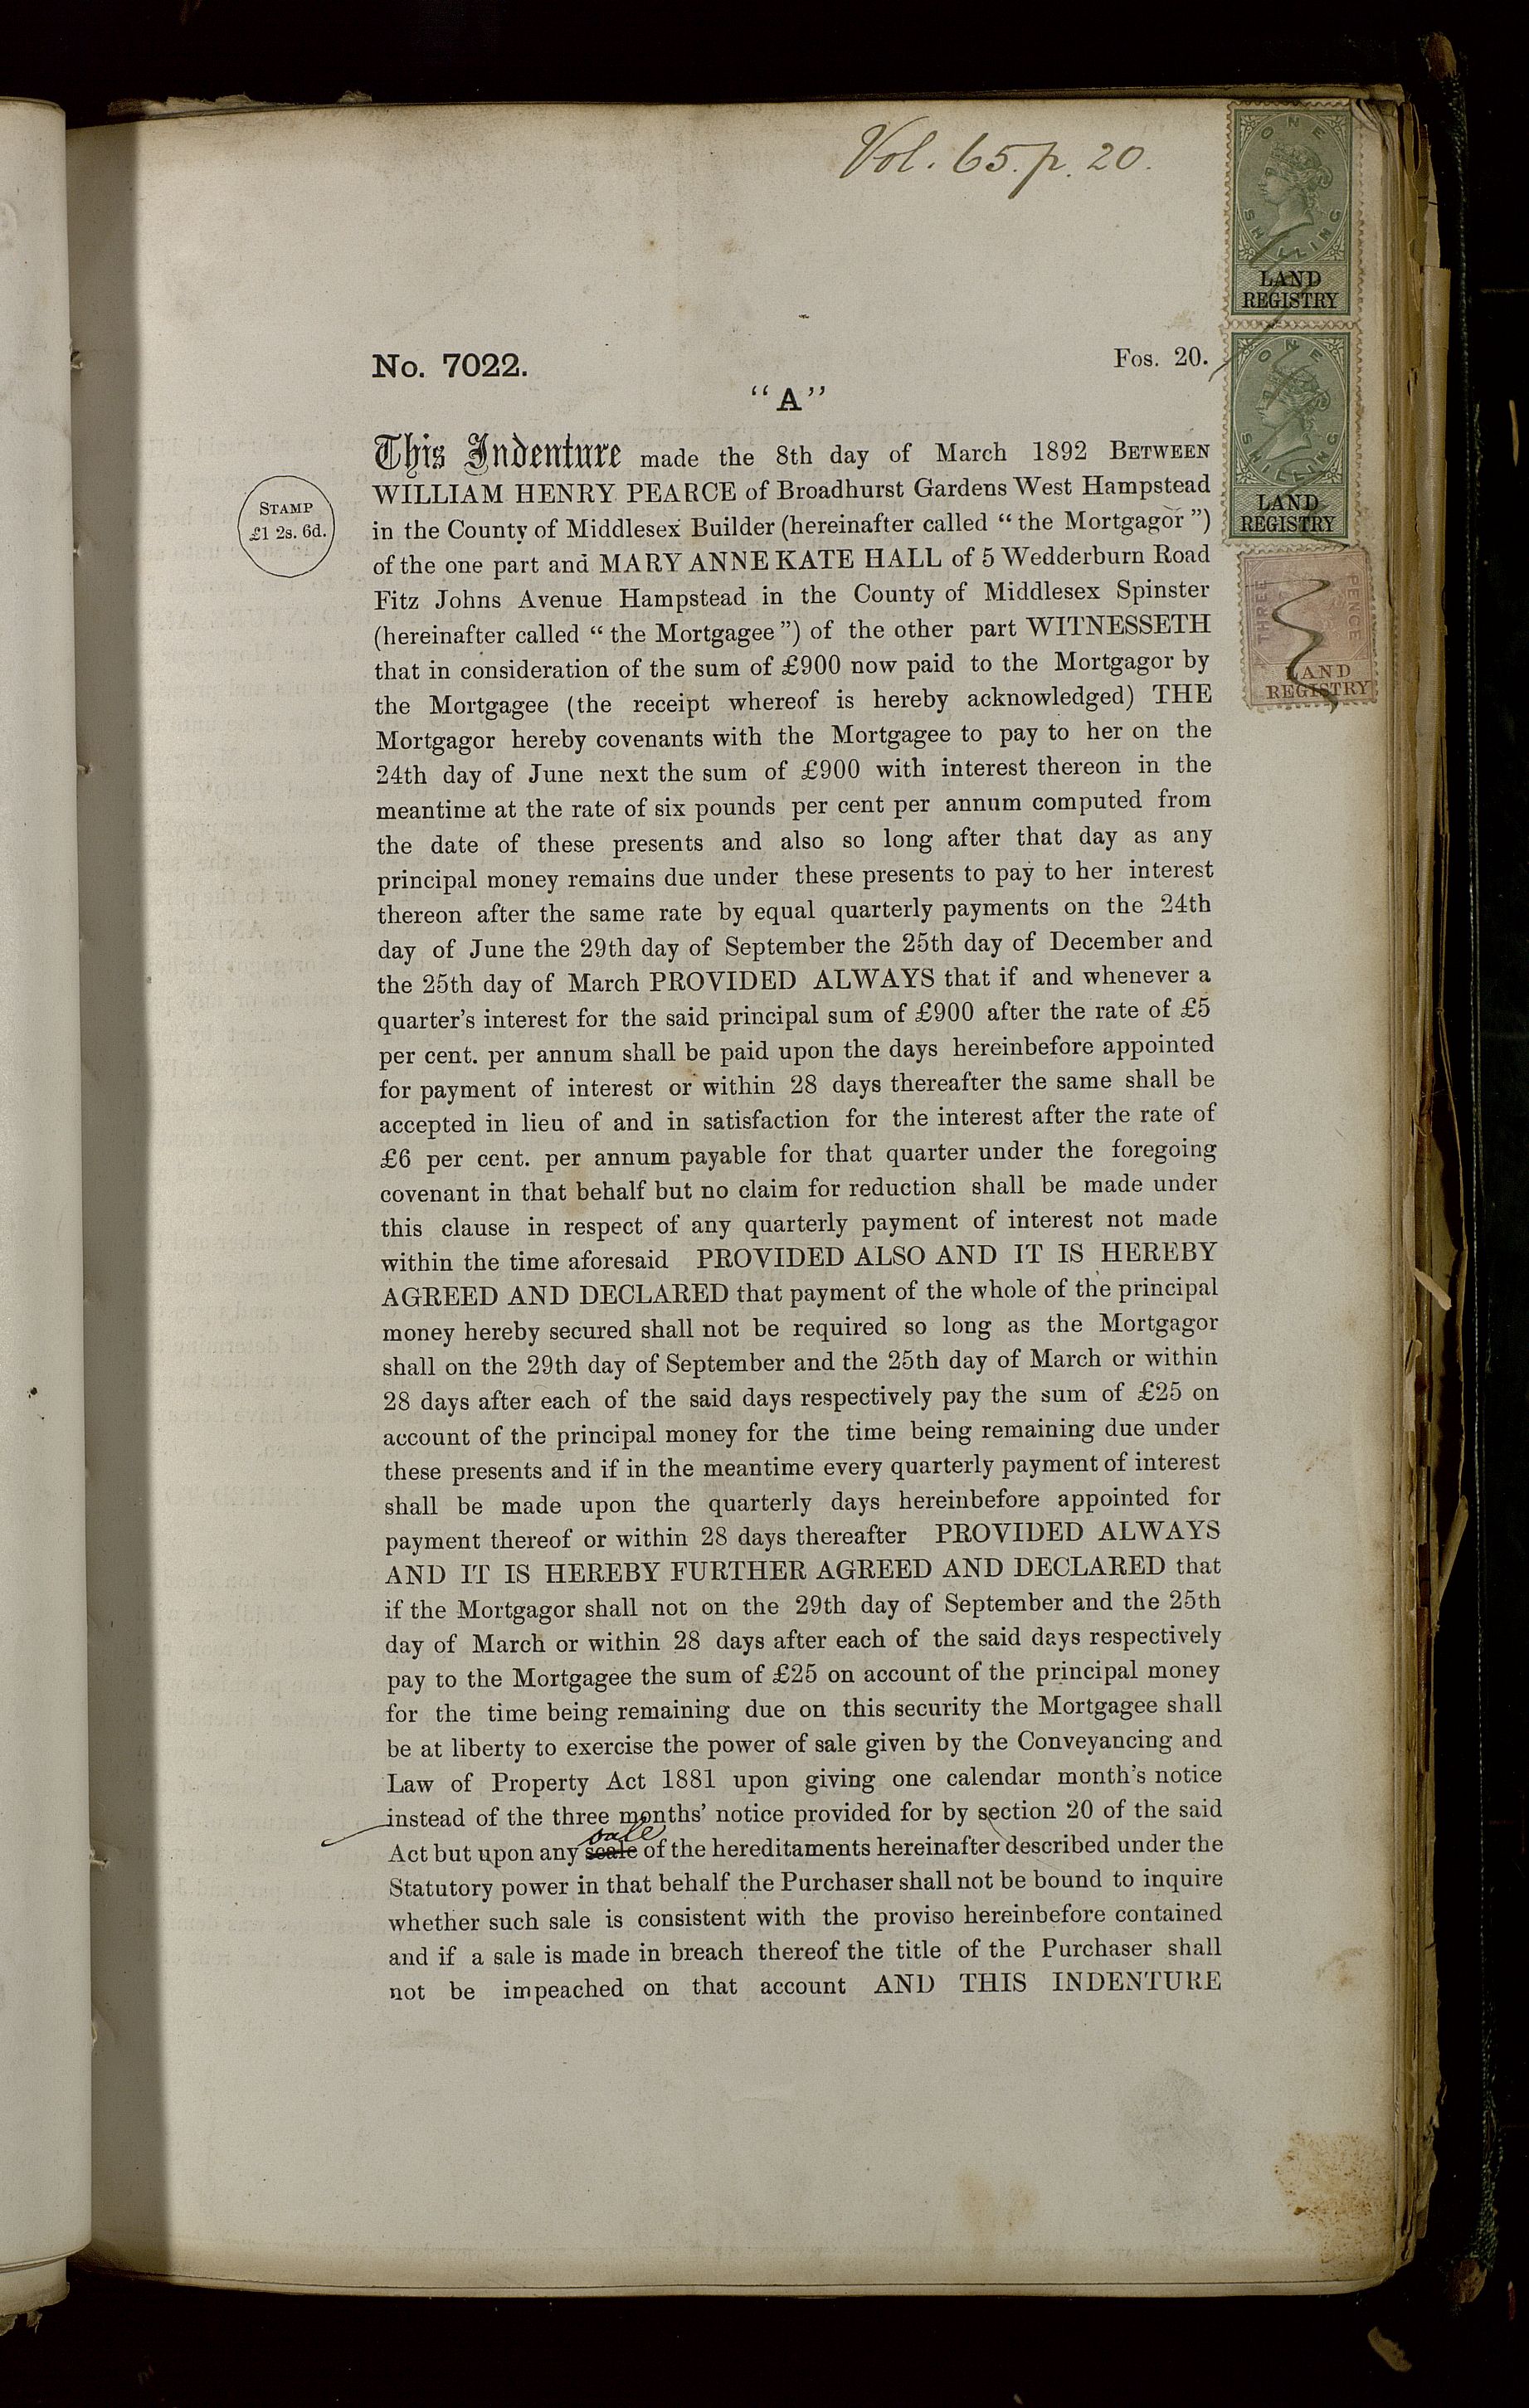 Vol. 65. p. 20.
ONE SHILLING
LAND
REGISTRY
ONE SHILLING
LAND
REGISTRY
THREE PENCE
LAND
REGISTRY
No. 7022.
Fos. 20.
“A”
STAMP
£1 2s. 6d.
This Indenture made the 8th day of March 1892 BETWEEN
WILLIAM HENRY PEARCE of Broadhurst Gardens West Hampstead
in the County of Middlesex Builder (hereinafter called “the Mortgagor”)
of the one part and MARY ANNE KATE HALL of 5 Wedderburn Road
Fitz Johns Avenue Hampstead in the County of Middlesex Spinster
(hereinafter called “the Mortgagee”) of the other part WITNESSETH
that in consideration of the sum of £900 now paid to the Mortgagor by
the Mortgagee (the receipt whereof is hereby acknowledged) THE
Mortgagor hereby covenants with the Mortgagee to pay to her on the
24th day of June next the sum of £900 with interest thereon in the
meantime at the rate of six pounds per cent per annum computed from
the date of these presents and also so long after that day as any
principal money remains due under these presents to pay to her interest
thereon after the same rate by equal quarterly payments on the 24th
day of June the 29th day of September the 25th day of December and
the 25th day of March PROVIDED ALWAYS that if and whenever a
quarter's interest for the said principal sum of £900 after the rate of £5
per cent. per annum shall be paid upon the days hereinbefore appointed
for payment of interest or within 28 days thereafter the same shall be
accepted in lieu of and in satisfaction for the interest after the rate of
£6 per cent. per annum payable for that quarter under the foregoing
covenant in that behalf but no claim for reduction shall be made under
this clause in respect of any quarterly payment of interest not made
within the time aforesaid PROVIDED ALSO AND IT IS HEREBY
AGREED AND DECLARED that payment of the whole of the principal
money hereby secured shall not be required so long as the Mortgagor
shall on the 29th day of September and the 25th day of March or within
28 days after each of the said days respectively pay the sum of £25 on
account of the principal money for the time being remaining due under
these presents and if in the meantime every quarterly payment of interest
shall be made upon the quarterly days hereinbefore appointed for
payment thereof or within 28 days thereafter PROVIDED ALWAYS
AND IT IS HEREBY FURTHER AGREED AND DECLARED that
if the Mortgagor shall not on the 29th day of September and the 25th
day of March or within 28 days after each of the said days respectively
pay to the Mortgagee the sum of £25 on account of the principal money
for the time being remaining due on this security the Mortgagee shall
be at liberty to exercise the power of sale given by the Conveyancing and
Law of Property Act 1881 upon giving one calendar month's notice
instead of the three months' notice provided for by section 20 of the said
sale
Act but upon any scale of the hereditaments hereinafter described under the
Statutory power in that behalf the Purchaser shall not be bound to inquire
whether such sale is consistent with the proviso hereinbefore contained
and if a sale is made in breach thereof the title of the Purchaser shall
not be impeached on that account AND THIS INDENTURE